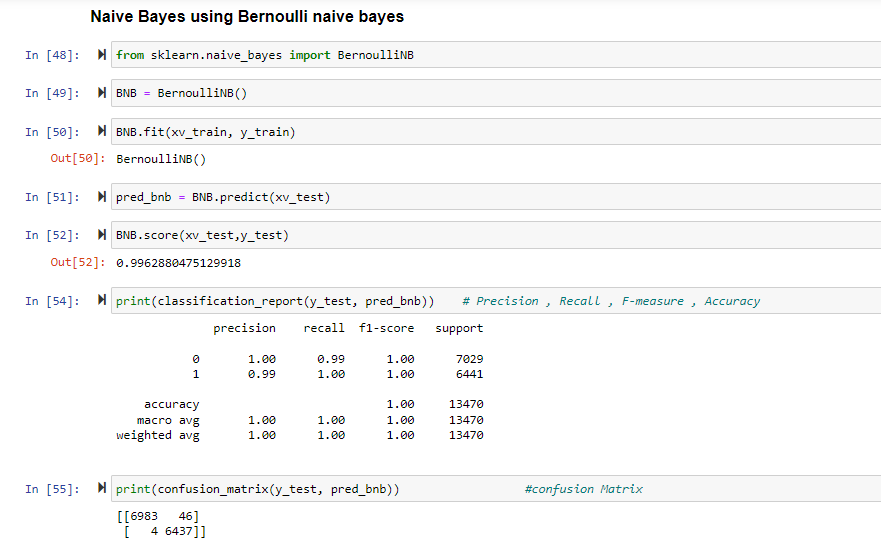 Naive Bayes using Bernoulli naive bayes
In [48]: from sklearn.naive_bayes import BernoulliNB
In [49]: BNB = BernoulliNB()
In [50]: BNB.fit(xv_train, y_train)
Out[50]: BernoulliNB()
In [51]: pred_bnb = BNB.predict(xv_test)
In [52]: BNB.score(xv_test,y_test)
Out[52]: 0.9962880475129918
In [54]: print(classification_report(y_test, pred_bnb)) # Precision , Recall , F-measure , Accuracy
precision recall f1-score support
0 1.00 0.99 1.00 7029
1 0.99 1.00 1.00 6441
accuracy 1.00 13470
macro avg 1.00 1.00 1.00 13470
weighted avg 1.00 1.00 1.00 13470
In [55]: print(confusion_matrix(y_test, pred_bnb)) #confusion Matrix
[[6983 46]
[ 4 6437]]